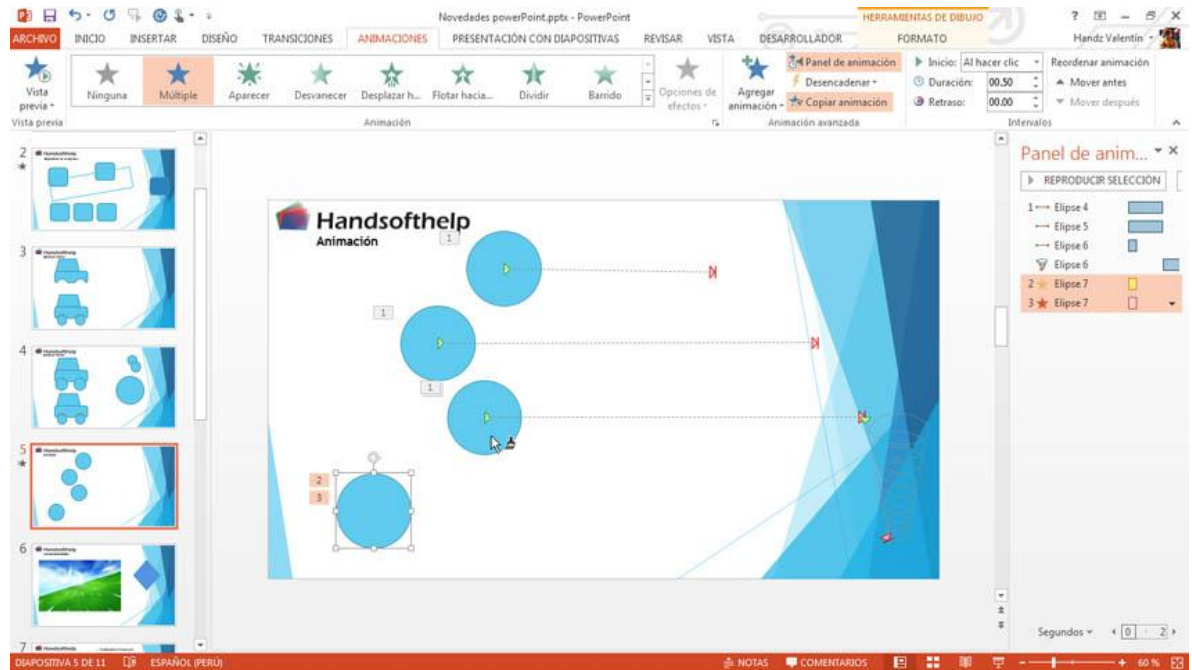 Novedades powerPoint.pptx - PowerPoint
HERRAMIENTAS DE DIBUJO
ARCHIVO INICIO INSERTAR DISEÑO TRANSICIONES ANIMACIONES PRESENTACIÓN CON DIAPOSITIVAS REVISAR VISTA DESARROLLADOR FORMATO Handz Valentin
Vista previa
Ninguna Múltiple Aparecer Desvanecer Desplazar h... Flotar hacia... Dividir Barrido
Opciones de efectos
Agregar animación
Panel de animación
Desencadenar
Copiar animación
Inicio: Al hacer clic
Duración: 00.50
Retraso: 00.00
Reordenar animación
Mover antes
Mover después
Vista previa Animación Animación avanzada Intervalos
2
3
4
5
6
7
Handsofthelp
Animación
1
1
1
2
3
Panel de anim...
REPRODUCIR SELECCIÓN
1 Elipse 4
Elipse 5
Elipse 6
Elipse 6
2 Elipse 7
3 Elipse 7
Segundos 0 2
DIAPOSITIVA 5 DE 11 ESPAÑOL (PERÚ) NOTAS COMENTARIOS 60 %